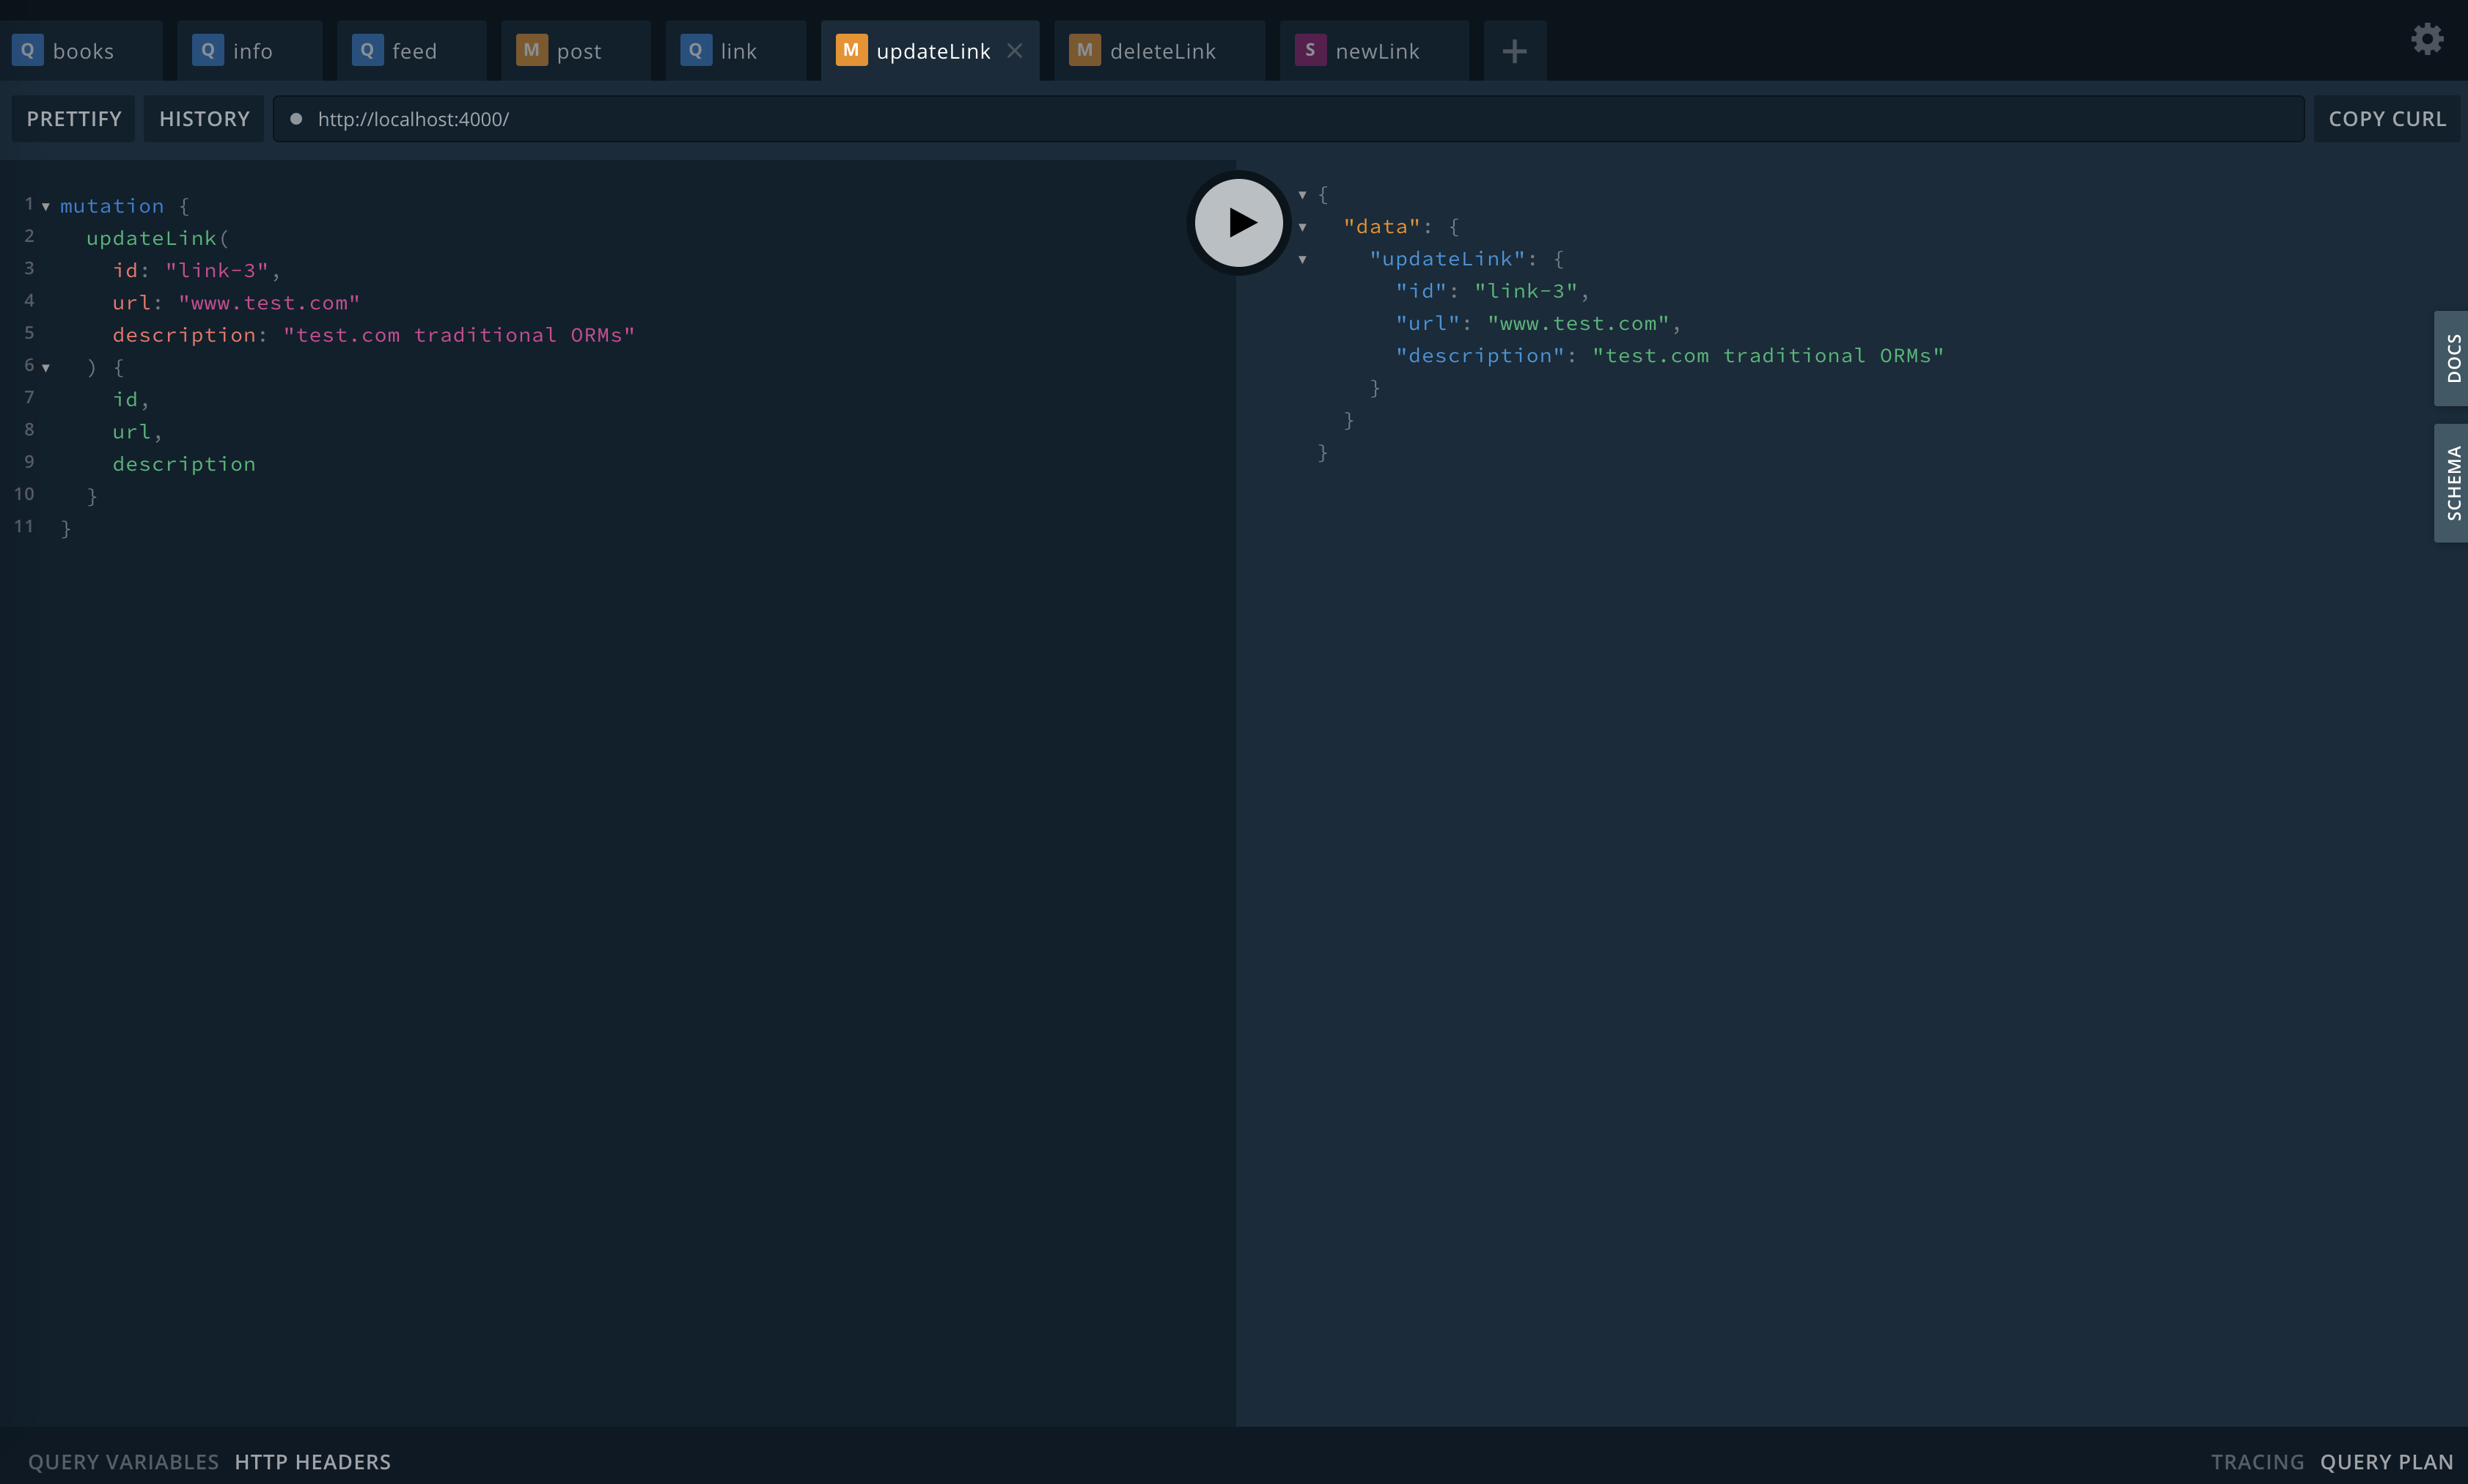 Q books Q info Q feed M post Q link M updateLink × M deleteLink S newLink +
PRETTIFY HISTORY http://localhost:4000/ COPY CURL
1 mutation {
2 updateLink(
3 id: "link-3",
4 url: "www.test.com"
5 description: "test.com traditional ORMs"
6 ) {
7 id,
8 url,
9 description
10 }
11 }
{
"data": {
"updateLink": {
"id": "link-3",
"url": "www.test.com",
"description": "test.com traditional ORMs"
}
}
}
DOCS
SCHEMA
QUERY VARIABLES HTTP HEADERS TRACING QUERY PLAN